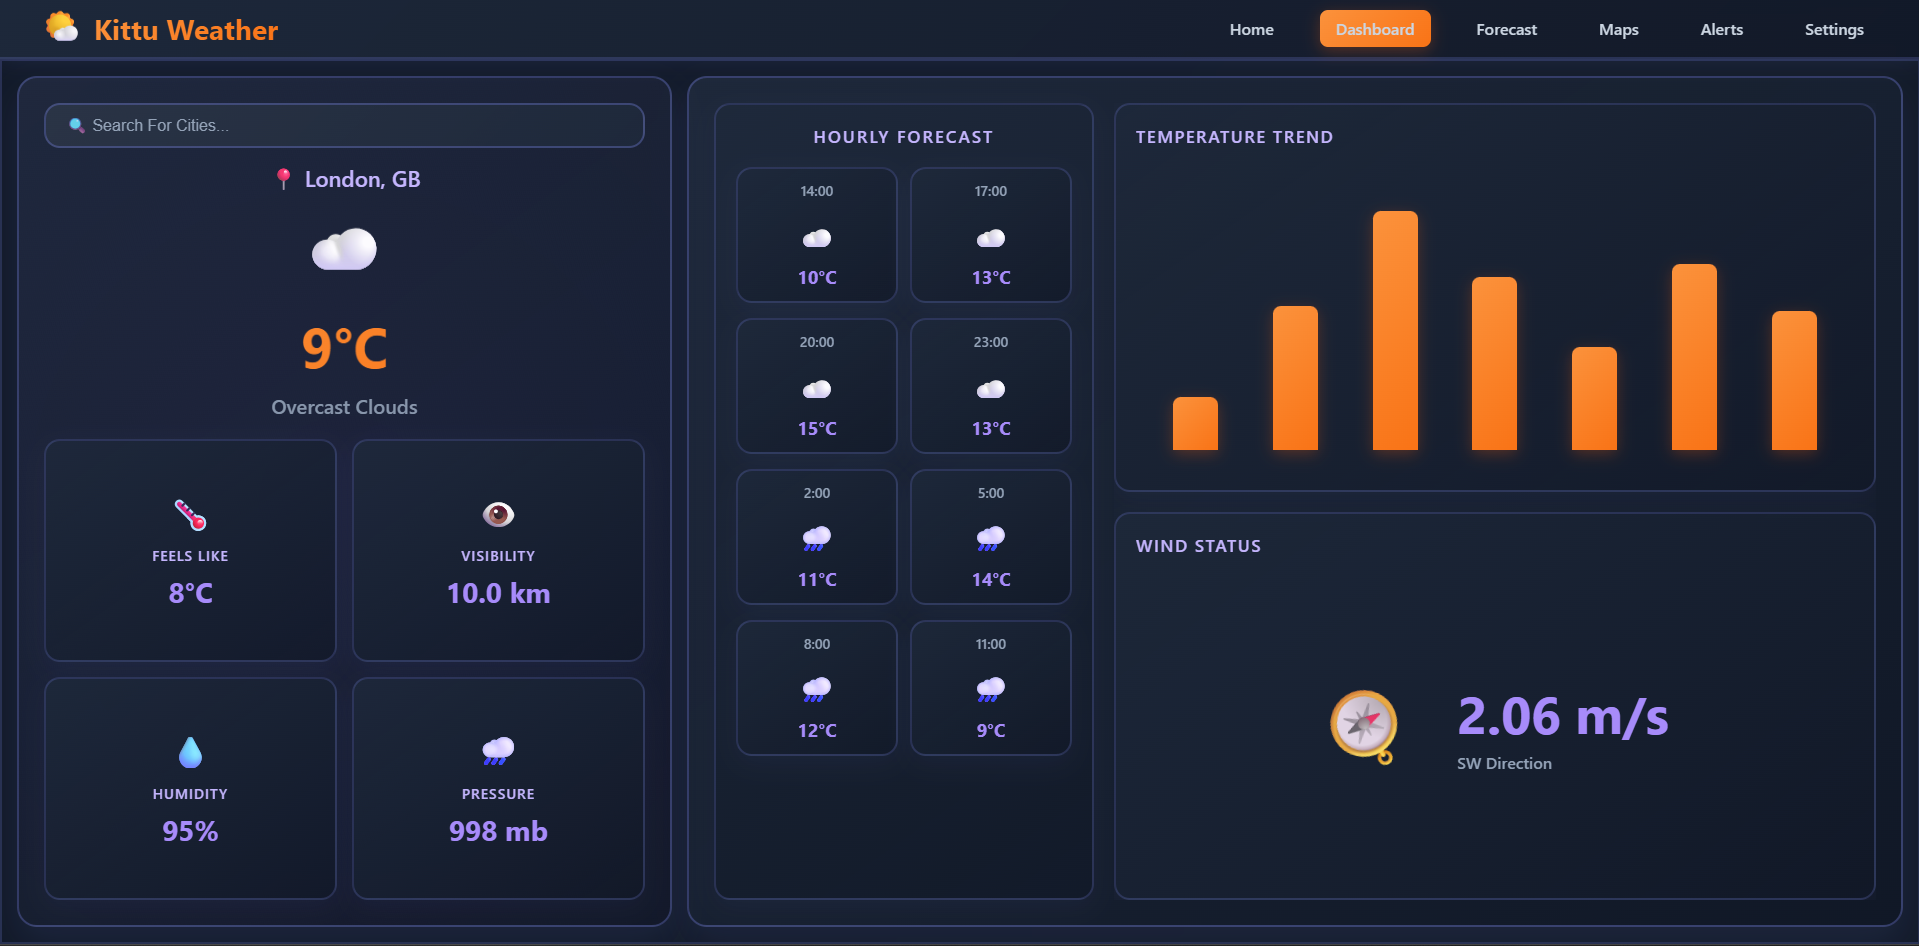 Kittu Weather
Home
Dashboard
Forecast
Maps
Alerts
Settings
Search For Cities...
London, GB
9°C
Overcast Clouds
FEELS LIKE
8°C
VISIBILITY
10.0 km
HUMIDITY
95%
PRESSURE
998 mb
HOURLY FORECAST
14:00
10°C
17:00
13°C
20:00
15°C
23:00
13°C
2:00
11°C
5:00
14°C
8:00
12°C
11:00
9°C
TEMPERATURE TREND
WIND STATUS
2.06 m/s
SW Direction